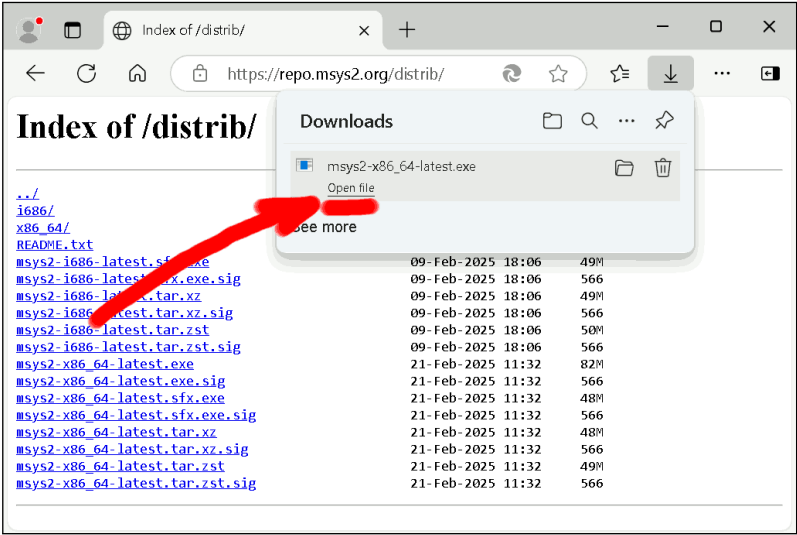 Index of /distrib/
https://repo.msys2.org/distrib/
Index of /distrib/
Downloads
msys2-x86_64-latest.exe
Open file
See more
../
i686/
x86_64/
README.txt
msys2-i686-latest.sfx.exe 09-Feb-2025 18:06 49M
msys2-i686-latest.sfx.exe.sig 09-Feb-2025 18:06 566
msys2-i686-latest.tar.xz 09-Feb-2025 18:06 49M
msys2-i686-latest.tar.xz.sig 09-Feb-2025 18:06 566
msys2-i686-latest.tar.zst 09-Feb-2025 18:06 50M
msys2-i686-latest.tar.zst.sig 09-Feb-2025 18:06 566
msys2-x86_64-latest.exe 21-Feb-2025 11:32 82M
msys2-x86_64-latest.exe.sig 21-Feb-2025 11:32 566
msys2-x86_64-latest.sfx.exe 21-Feb-2025 11:32 48M
msys2-x86_64-latest.sfx.exe.sig 21-Feb-2025 11:32 566
msys2-x86_64-latest.tar.xz 21-Feb-2025 11:32 48M
msys2-x86_64-latest.tar.xz.sig 21-Feb-2025 11:32 566
msys2-x86_64-latest.tar.zst 21-Feb-2025 11:32 49M
msys2-x86_64-latest.tar.zst.sig 21-Feb-2025 11:32 566